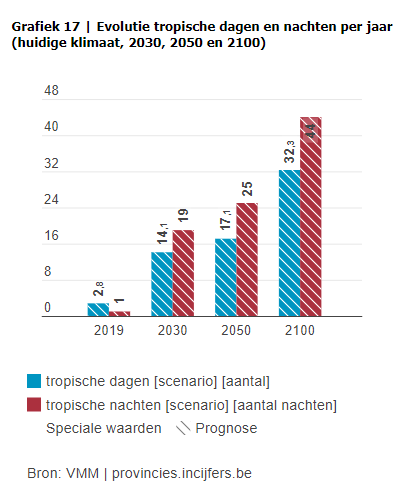 Grafiek 17 | Evolutie tropische dagen en nachten per jaar
(huidige klimaat, 2030, 2050 en 2100)
48
40
32
24
16
8
0
2,8
1
14,1
19
17,1
25
32,3
44
2019 2030 2050 2100
tropische dagen [scenario] [aantal]
tropische nachten [scenario] [aantal nachten]
Speciale waarden Prognose
Bron: VMM | provincies.incijfers.be